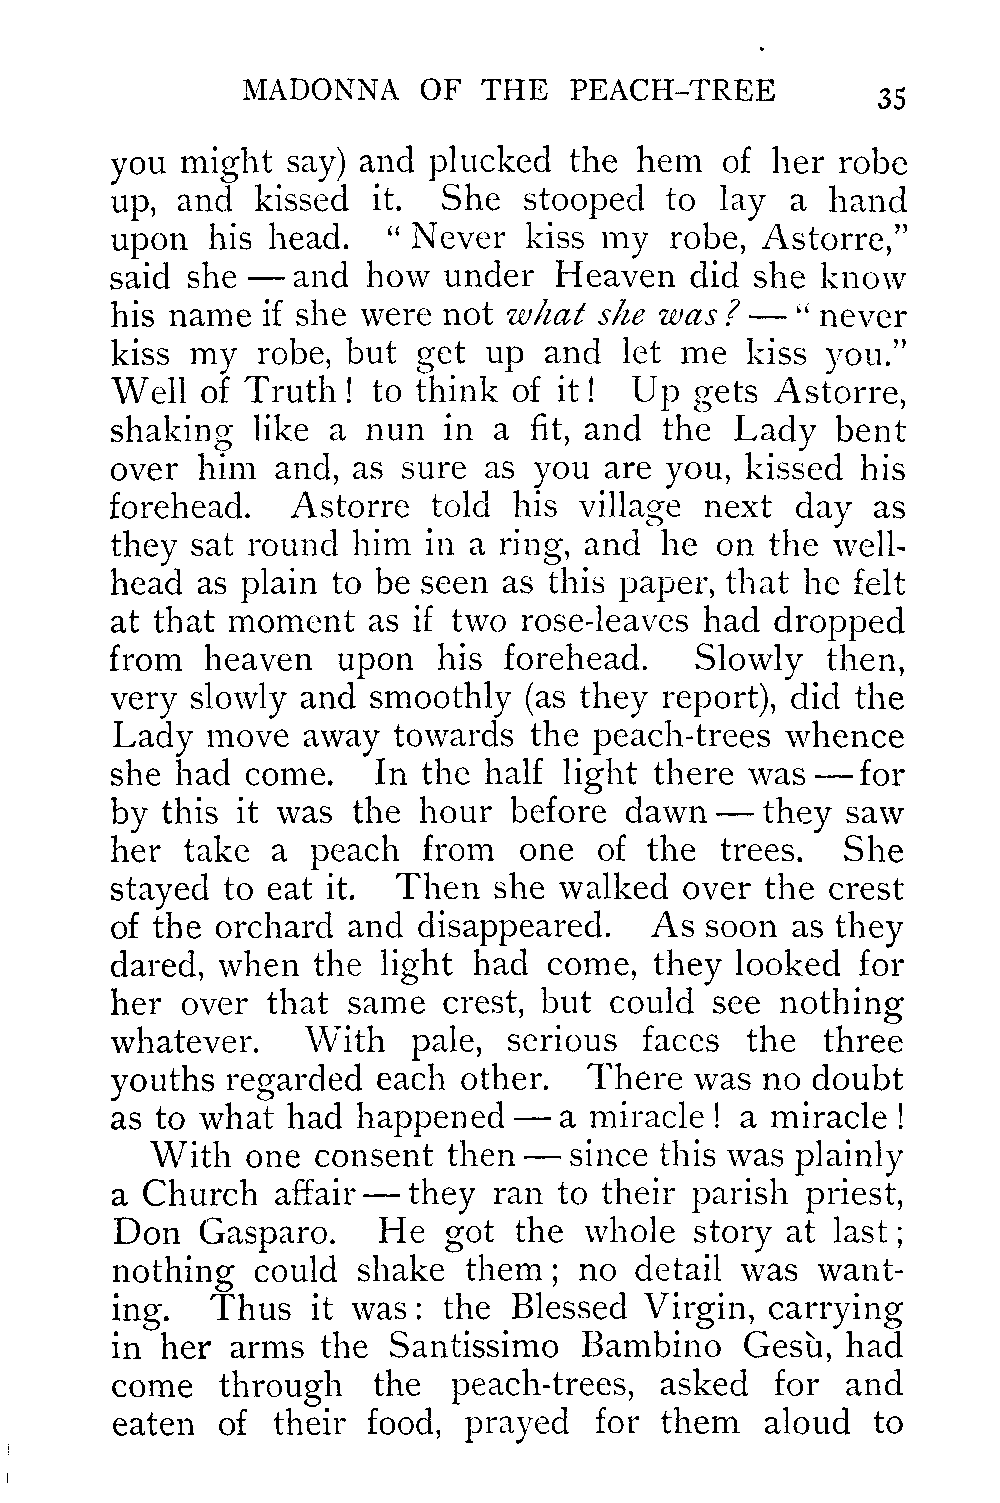 MADONNA OF THE PEACH-TREE 35
you might say) and plucked the hem of her robe
up, and kissed it. She stooped to lay a hand
upon his head. “Never kiss my robe, Astorre,”
said she — and how under Heaven did she know
his name if she were not what she was? — “never
kiss my robe, but get up and let me kiss you.”
Well of Truth! to think of it! Up gets Astorre,
shaking like a nun in a fit, and the Lady bent
over him and, as sure as you are you, kissed his
forehead. Astorre told his village next day as
they sat round him in a ring, and he on the well-
head as plain to be seen as this paper, that he felt
at that moment as if two rose-leaves had dropped
from heaven upon his forehead. Slowly then,
very slowly and smoothly (as they report), did the
Lady move away towards the peach-trees whence
she had come. In the half light there was — for
by this it was the hour before dawn — they saw
her take a peach from one of the trees. She
stayed to eat it. Then she walked over the crest
of the orchard and disappeared. As soon as they
dared, when the light had come, they looked for
her over that same crest, but could see nothing
whatever. With pale, serious faces the three
youths regarded each other. There was no doubt
as to what had happened — a miracle! a miracle!
With one consent then — since this was plainly
a Church affair — they ran to their parish priest,
Don Gasparo. He got the whole story at last;
nothing could shake them; no detail was want-
ing. Thus it was: the Blessed Virgin, carrying
in her arms the Santissimo Bambino Gesù, had
come through the peach-trees, asked for and
eaten of their food, prayed for them aloud to